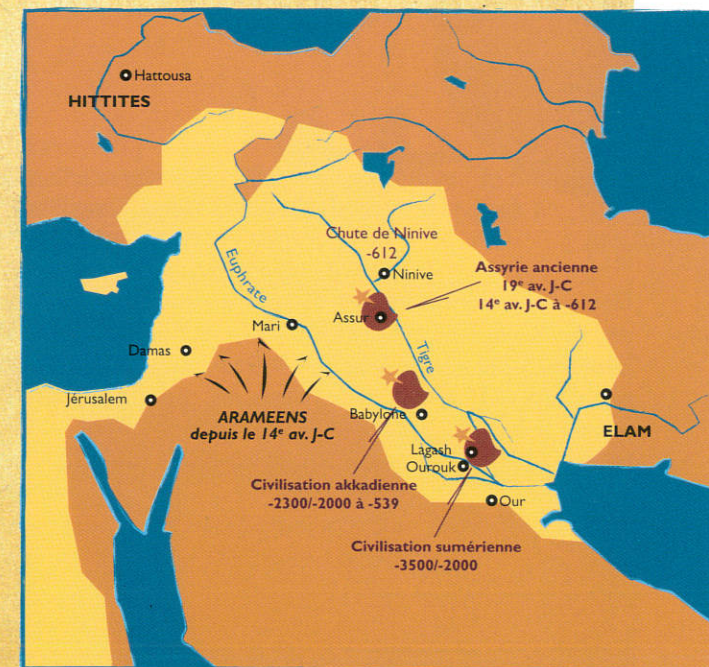 Hattousa
HITTITES
Chute de Ninive
-612
Ninive
Euphrate
Assyrie ancienne
19e av. J-C
14e av. J-C à -612
Assur
Mari
Tigre
Damas
Jérusalem
ARAMEENS
depuis le 14e av. J-C
Babylone
ELAM
Lagash
Ourouk
Civilisation akkadienne
-2300/-2000 à -539
Our
Civilisation sumérienne
-3500/-2000